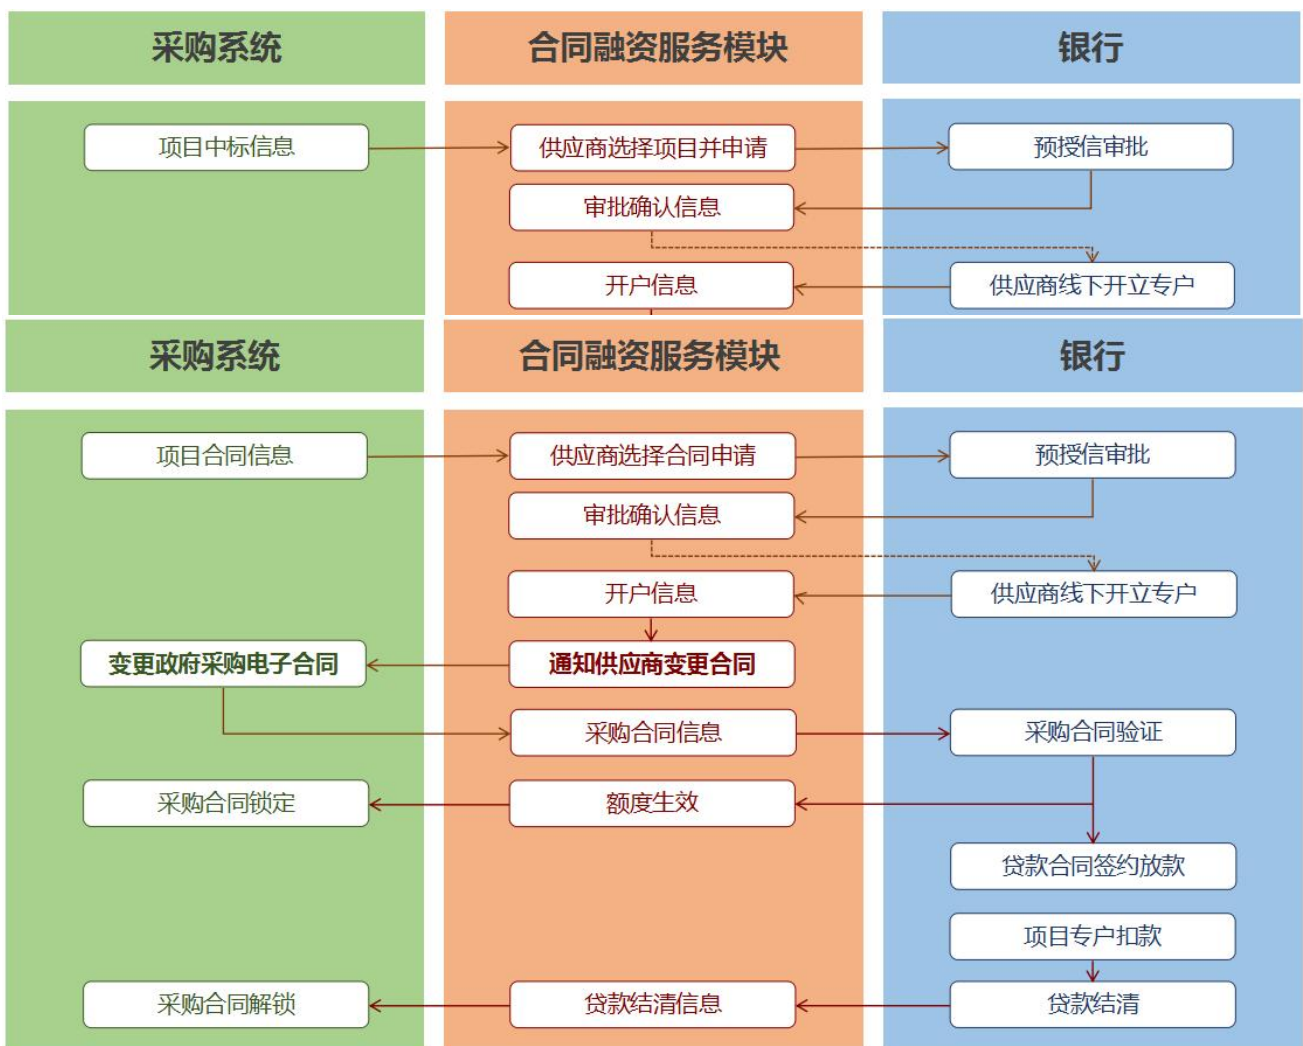 采购系统
合同融资服务模块
银行
项目中标信息
供应商选择项目并申请
预授信审批
审批确认信息
开户信息
供应商线下开立专户
采购系统
合同融资服务模块
银行
项目合同信息
供应商选择合同申请
预授信审批
审批确认信息
开户信息
供应商线下开立专户
变更政府采购电子合同
通知供应商变更合同
采购合同信息
采购合同验证
采购合同锁定
额度生效
贷款合同签约放款
项目专户扣款
采购合同解锁
贷款结清信息
贷款结清